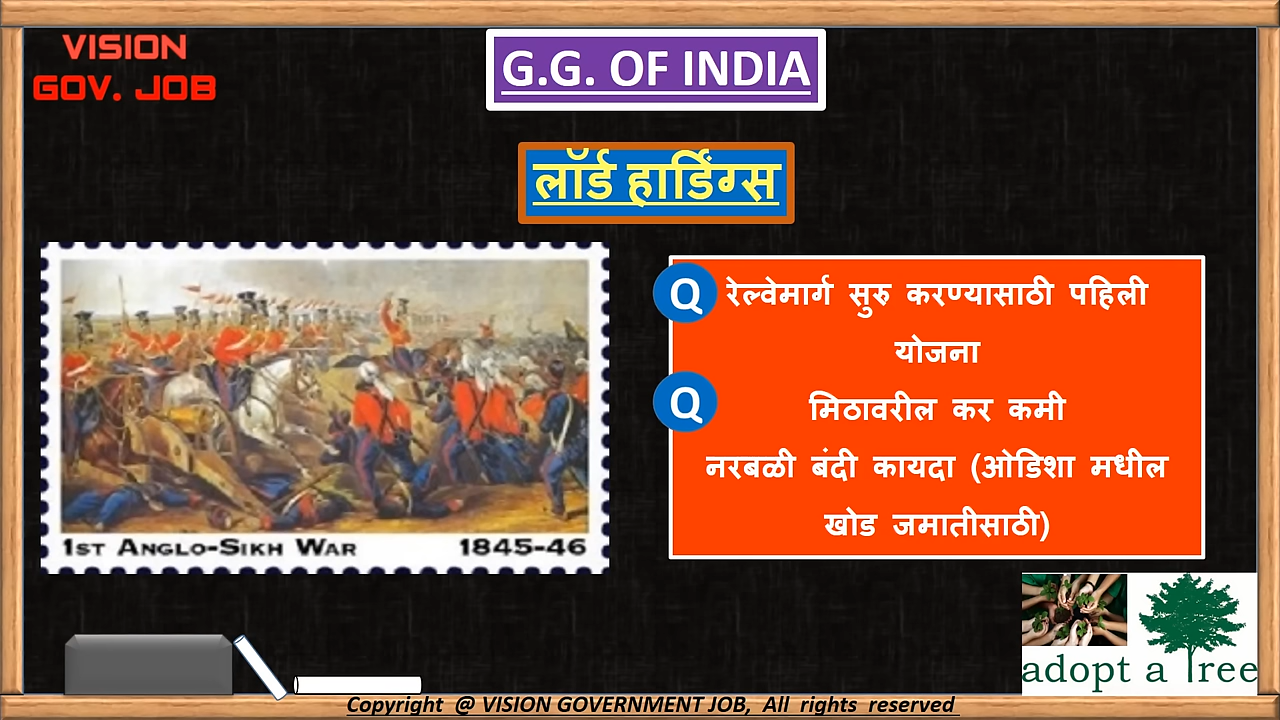 VISION
GOV. JOB
G.G. OF INDIA
लॉर्ड हार्डिंग्स
Q रेल्वेमार्ग सुरु करण्यासाठी पहिली
योजना
Q मिठावरील कर कमी
नरबळी बंदी कायदा (ओडिशा मधील
खोड जमातीसाठी)
1ST ANGLO-SIKH WAR 1845-46
adopt a Tree
Copyright @ VISION GOVERNMENT JOB, All rights reserved